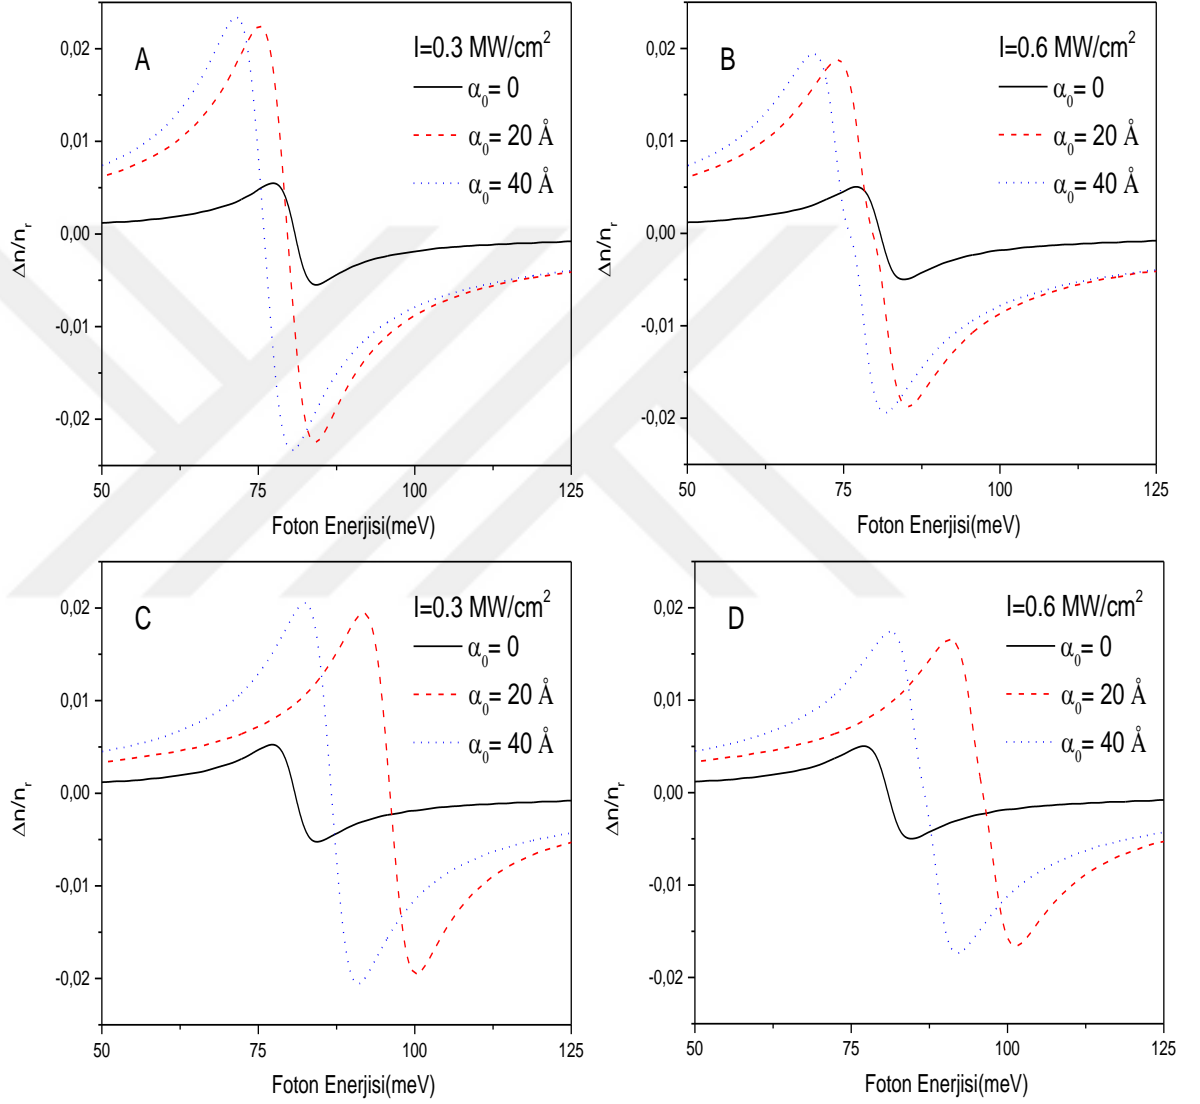 A
I=0.3 MW/cm²
α₀= 0
α₀= 20 Å
α₀= 40 Å
0,02
0,01
0,00
-0,01
-0,02
Δn/nᵣ
50
75
100
125
Foton Enerjisi(meV)
B
I=0.6 MW/cm²
α₀= 0
α₀= 20 Å
α₀= 40 Å
0,02
0,01
0,00
-0,01
-0,02
Δn/nᵣ
50
75
100
125
Foton Enerjisi(meV)
C
I=0.3 MW/cm²
α₀= 0
α₀= 20 Å
α₀= 40 Å
0,02
0,01
0,00
-0,01
-0,02
Δn/nᵣ
50
75
100
125
Foton Enerjisi(meV)
D
I=0.6 MW/cm²
α₀= 0
α₀= 20 Å
α₀= 40 Å
0,02
0,01
0,00
-0,01
-0,02
Δn/nᵣ
50
75
100
125
Foton Enerjisi(meV)